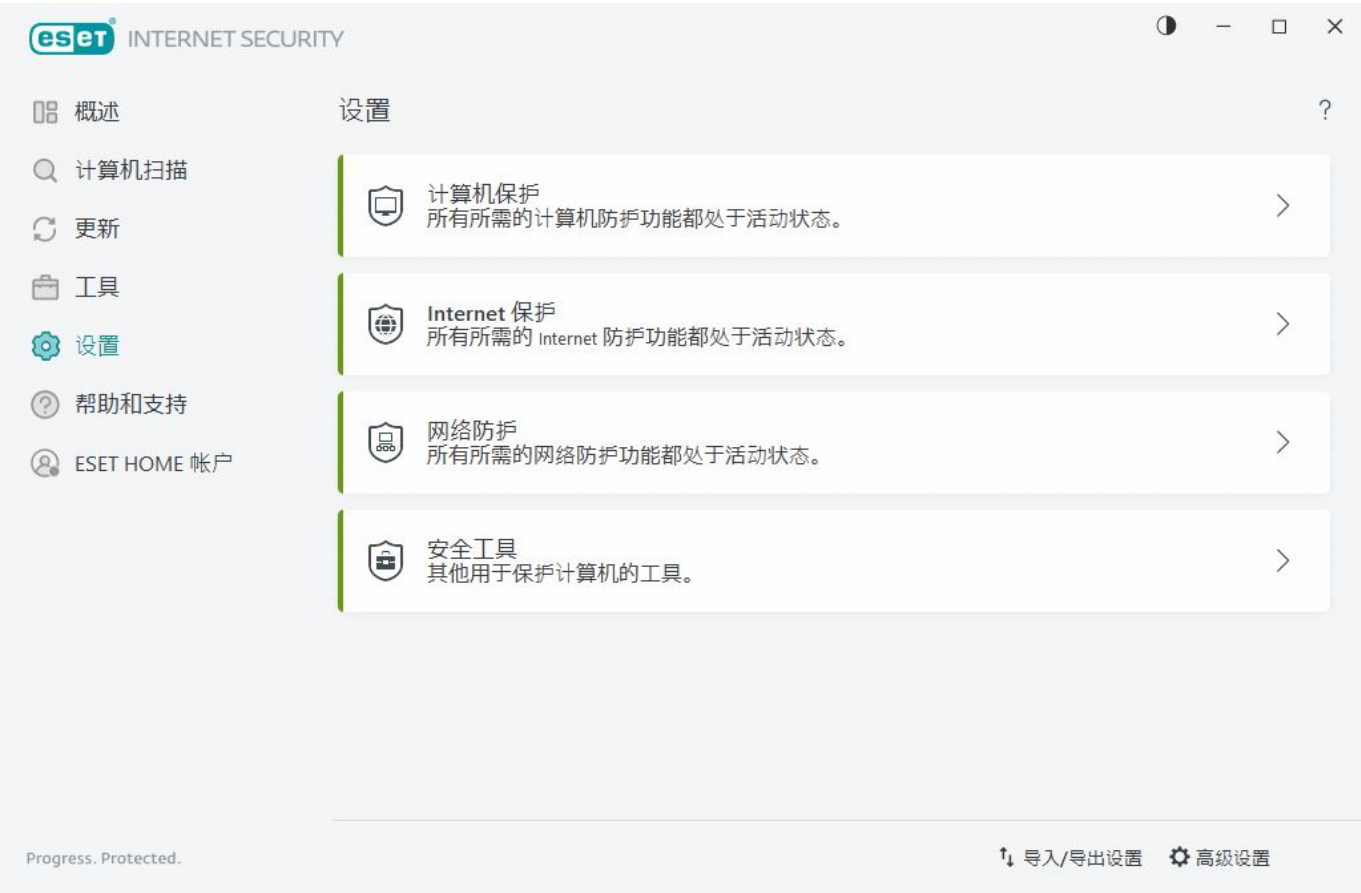 eset INTERNET SECURITY
概述
计算机扫描
更新
工具
设置
帮助和支持
ESET HOME 帐户
设置
?
计算机保护
所有所需的计算机防护功能都处于活动状态。
Internet 保护
所有所需的 Internet 防护功能都处于活动状态。
网络防护
所有所需的网络防护功能都处于活动状态。
安全工具
其他用于保护计算机的工具。
Progress. Protected.
导入/导出设置
高级设置